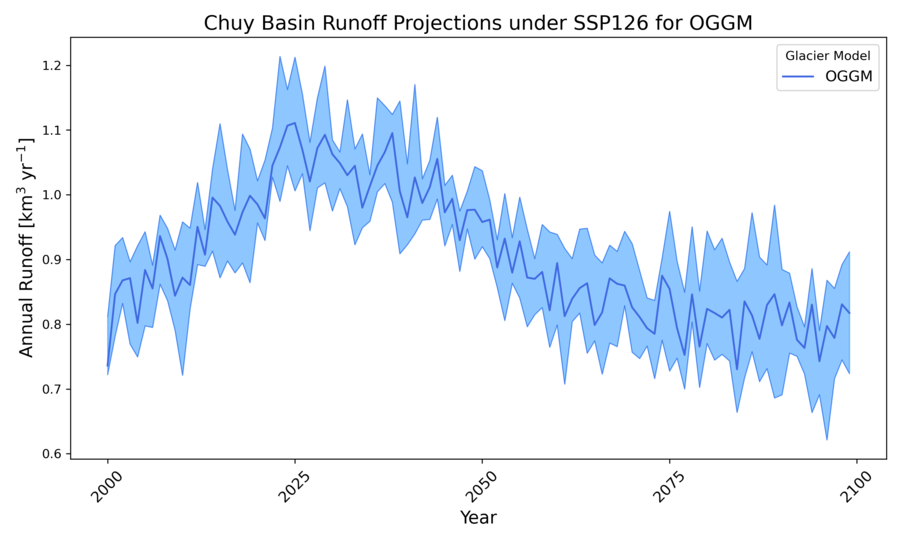 Chuy Basin Runoff Projections under SSP126 for OGGM
Glacier Model
OGGM
Annual Runoff [km³ yr⁻¹]
1.2
1.1
1.0
0.9
0.8
0.7
0.6
2000
2025
2050
2075
2100
Year